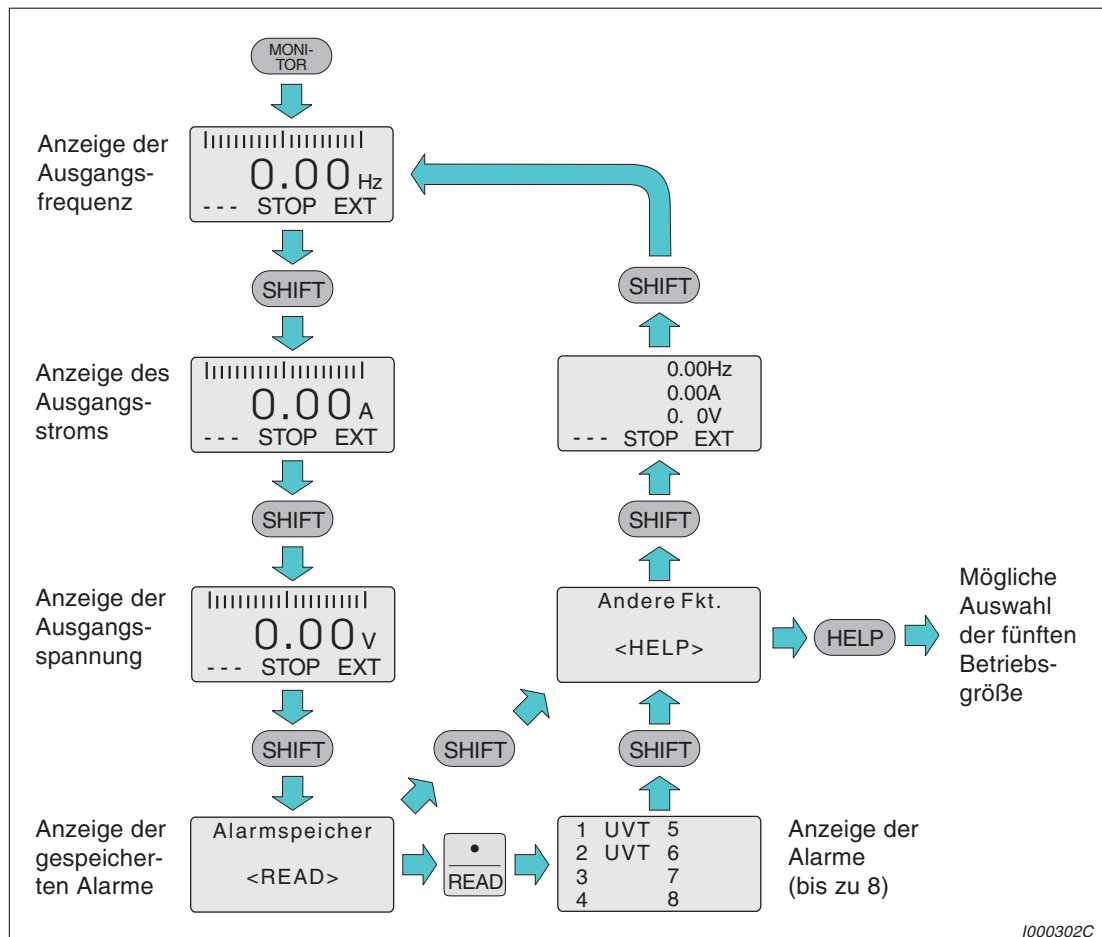 MONI-
TOR
Anzeige der
Ausgangs-
frequenz
0.00 Hz
--- STOP EXT
SHIFT
Anzeige des
Ausgangs-
stroms
0.00 A
--- STOP EXT
SHIFT
Anzeige der
Ausgangs-
spannung
0.00 V
--- STOP EXT
SHIFT
Anzeige der
gespeicher-
ten Alarme
Alarmspeicher
<READ>
•
READ
1 UVT 5
2 UVT 6
3 7
4 8
Anzeige der
Alarme
(bis zu 8)
SHIFT
SHIFT
Andere Fkt.
<HELP>
HELP
Mögliche
Auswahl
der fünften
Betriebs-
größe
SHIFT
0.00Hz
0.00A
0. 0V
--- STOP EXT
SHIFT
I000302C